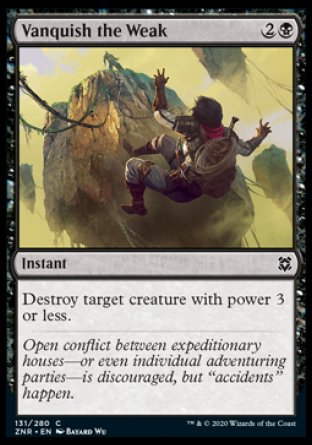 Vanquish the Weak 2
Instant
Destroy target creature with power 3
or less.
Open conflict between expeditionary
houses—or even individual adventuring
parties—is discouraged, but “accidents”
happen.
131/280 C
ZNR • EN Bayard Wu
™ & © 2020 Wizards of the Coast